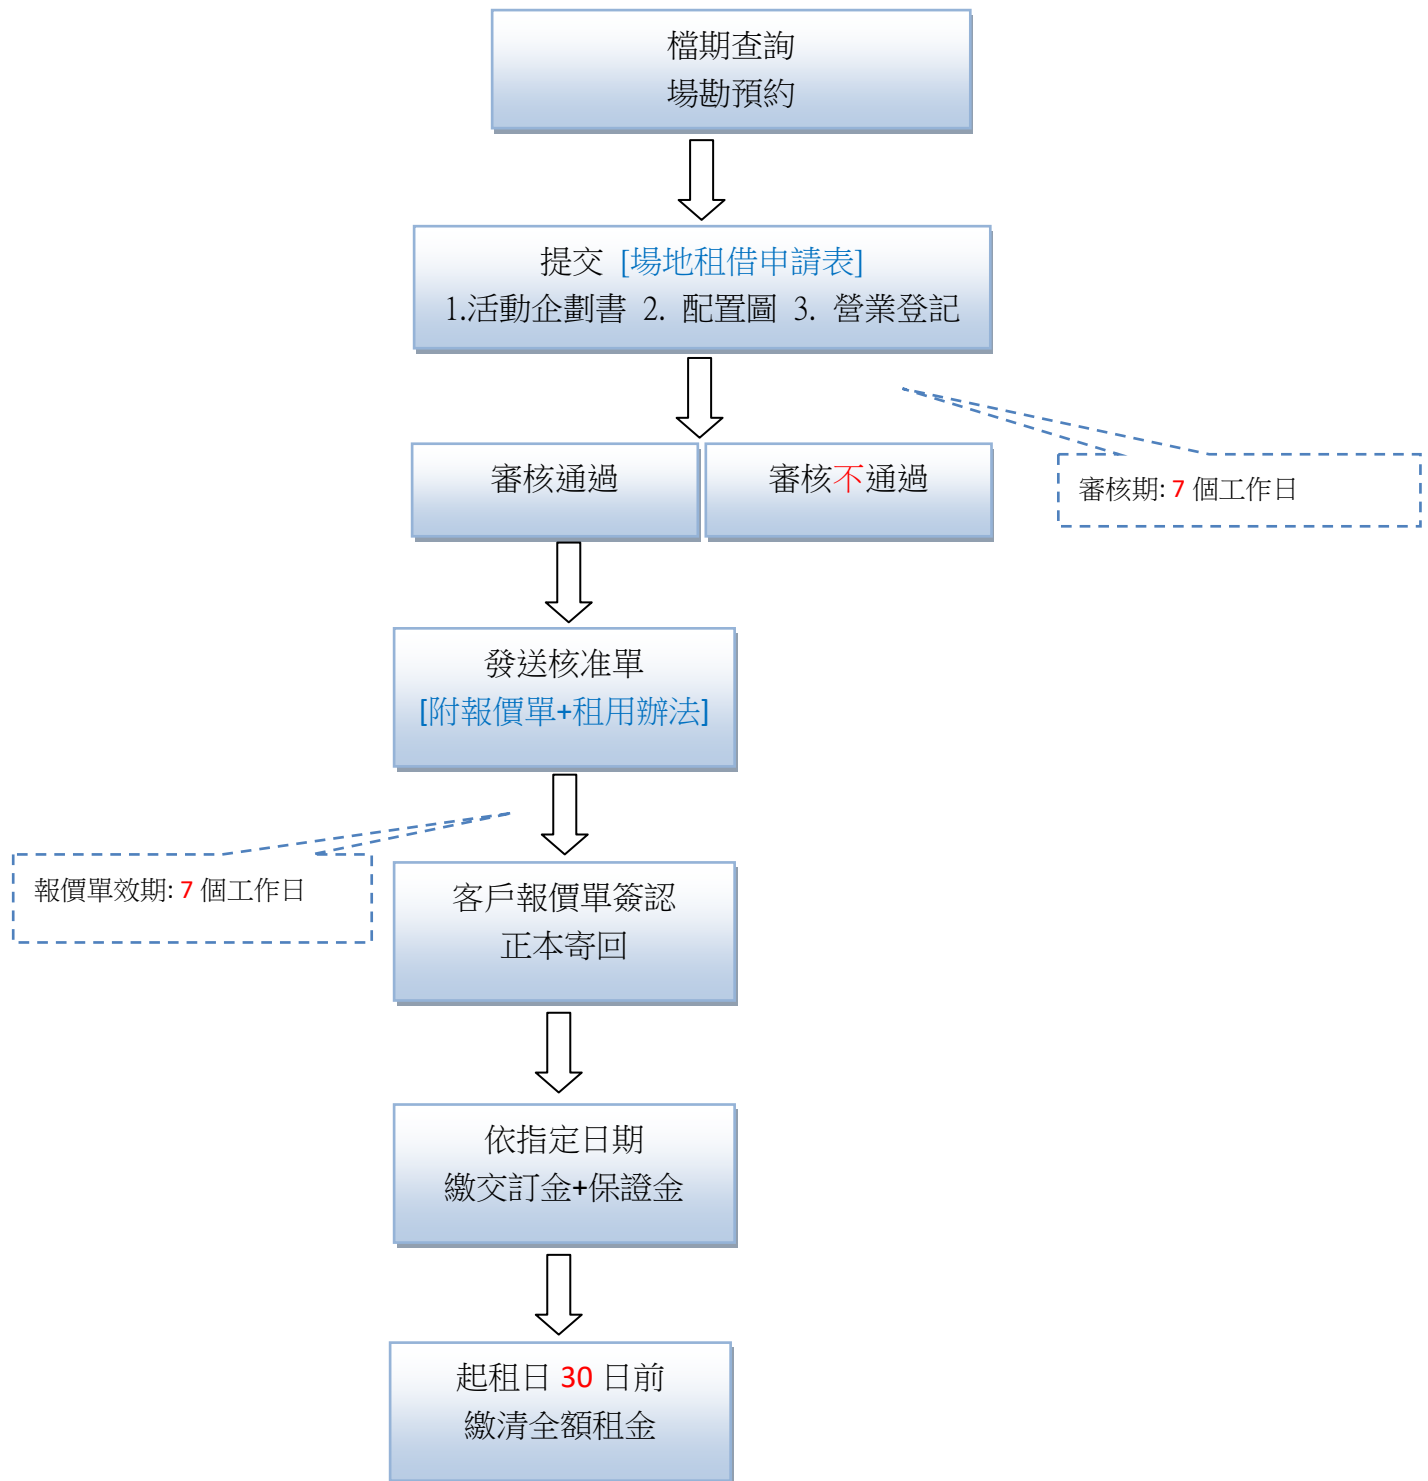 檔期查詢
場勘預約
提交 [場地租借申請表]
1.活動企劃書 2. 配置圖 3. 營業登記
審核通過
審核不通過
審核期: 7 個工作日
發送核准單
[附報價單+租用辦法]
報價單效期: 7 個工作日
客戶報價單簽認
正本寄回
依指定日期
繳交訂金+保證金
起租日 30 日前
繳清全額租金